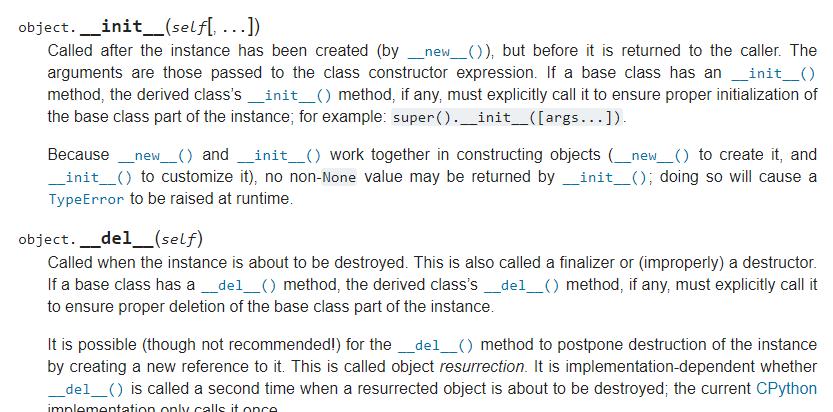 object.__init__(self[, ...])
Called after the instance has been created (by __new__()), but before it is returned to the caller. The
arguments are those passed to the class constructor expression. If a base class has an __init__()
method, the derived class’s __init__() method, if any, must explicitly call it to ensure proper initialization of
the base class part of the instance; for example: super().__init__([args...]).
Because __new__() and __init__() work together in constructing objects (__new__() to create it, and
__init__() to customize it), no non-None value may be returned by __init__(); doing so will cause a
TypeError to be raised at runtime.
object.__del__(self)
Called when the instance is about to be destroyed. This is also called a finalizer or (improperly) a destructor.
If a base class has a __del__() method, the derived class’s __del__() method, if any, must explicitly call it
to ensure proper deletion of the base class part of the instance.
It is possible (though not recommended!) for the __del__() method to postpone destruction of the instance
by creating a new reference to it. This is called object resurrection. It is implementation-dependent whether
__del__() is called a second time when a resurrected object is about to be destroyed; the current CPython
implementation only calls it once.